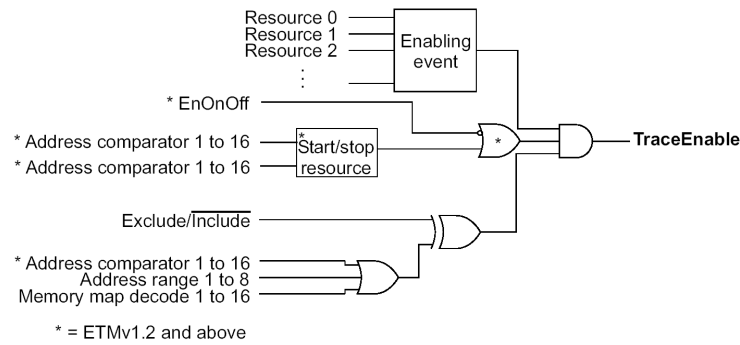 Resource 0
Resource 1
Resource 2
⋮
Enabling
event
* EnOnOff
* Address comparator 1 to 16
* Address comparator 1 to 16
*
Start/stop
resource
*
TraceEnable
Exclude/I̅n̅c̅l̅u̅d̅e̅
* Address comparator 1 to 16
Address range 1 to 8
Memory map decode 1 to 16
* = ETMv1.2 and above